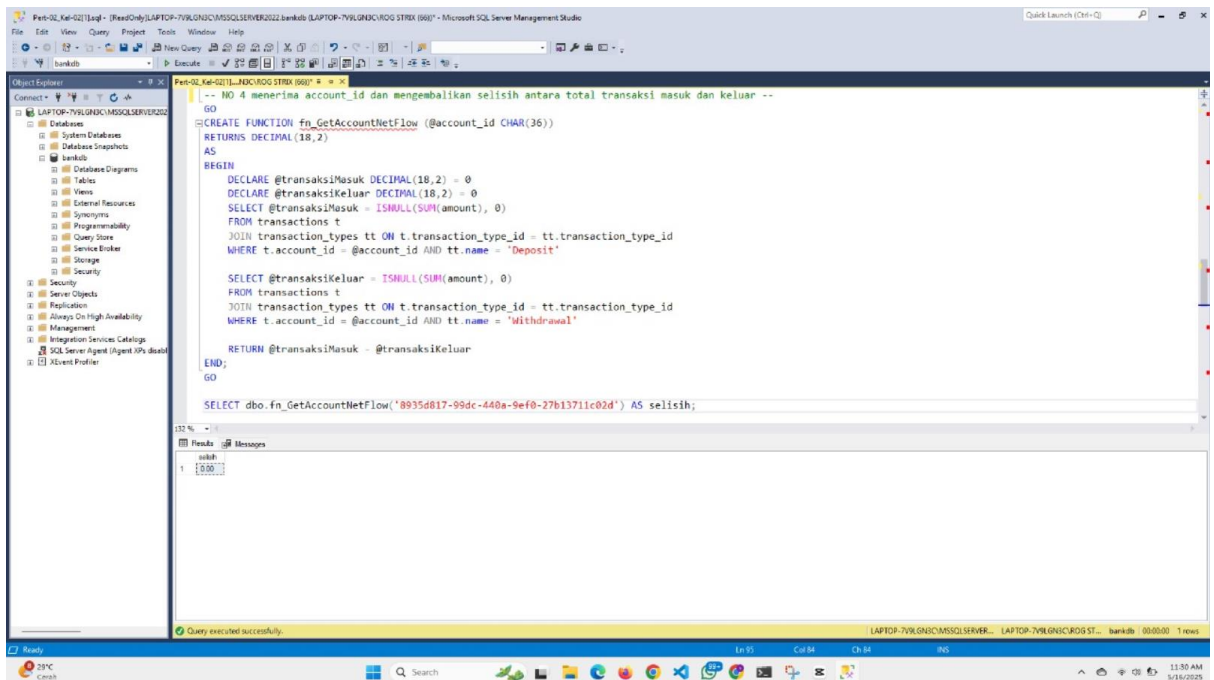 Pert-02_Kel-02[1].sql - [ReadOnly]LAPTOP-7V9LGN3C\MSSQLSERVER2022.bankdb (LAPTOP-7V9LGN3C\ROG STRIX (66))* - Microsoft SQL Server Management Studio
Quick Launch (Ctrl+Q)
File Edit View Query Project Tools Window Help
New Query
bankdb
Execute
Object Explorer
Pert-02_Kel-02[1]....N3C\ROG STRIX (66))*
Connect
LAPTOP-7V9LGN3C\MSSQLSERVER202
Databases
System Databases
Database Snapshots
bankdb
Database Diagrams
Tables
Views
External Resources
Synonyms
Programmability
Query Store
Service Broker
Storage
Security
Security
Server Objects
Replication
Always On High Availability
Management
Integration Services Catalogs
SQL Server Agent (Agent XPs disabl
XEvent Profiler
-- NO 4 menerima account_id dan mengembalikan selisih antara total transaksi masuk dan keluar --
GO
CREATE FUNCTION fn_GetAccountNetFlow (@account_id CHAR(36))
RETURNS DECIMAL(18,2)
AS
BEGIN
DECLARE @transaksiMasuk DECIMAL(18,2) = 0
DECLARE @transaksiKeluar DECIMAL(18,2) = 0
SELECT @transaksiMasuk = ISNULL(SUM(amount), 0)
FROM transactions t
JOIN transaction_types tt ON t.transaction_type_id = tt.transaction_type_id
WHERE t.account_id = @account_id AND tt.name = 'Deposit'
SELECT @transaksiKeluar = ISNULL(SUM(amount), 0)
FROM transactions t
JOIN transaction_types tt ON t.transaction_type_id = tt.transaction_type_id
WHERE t.account_id = @account_id AND tt.name = 'Withdrawal'
RETURN @transaksiMasuk - @transaksiKeluar
END;
GO
SELECT dbo.fn_GetAccountNetFlow('8935d817-99dc-440a-9ef0-27b13711c02d') AS selisih;
132 %
Results Messages
selisih
1 0.00
Query executed successfully.
LAPTOP-7V9LGN3C\MSSQLSERVER... LAPTOP-7V9LGN3C\ROG ST... bankdb 00:00:00 1 rows
Ready
Ln 95 Col 84 Ch 84 INS
29°C
Cerah
Search
99+
11:30 AM
5/16/2025